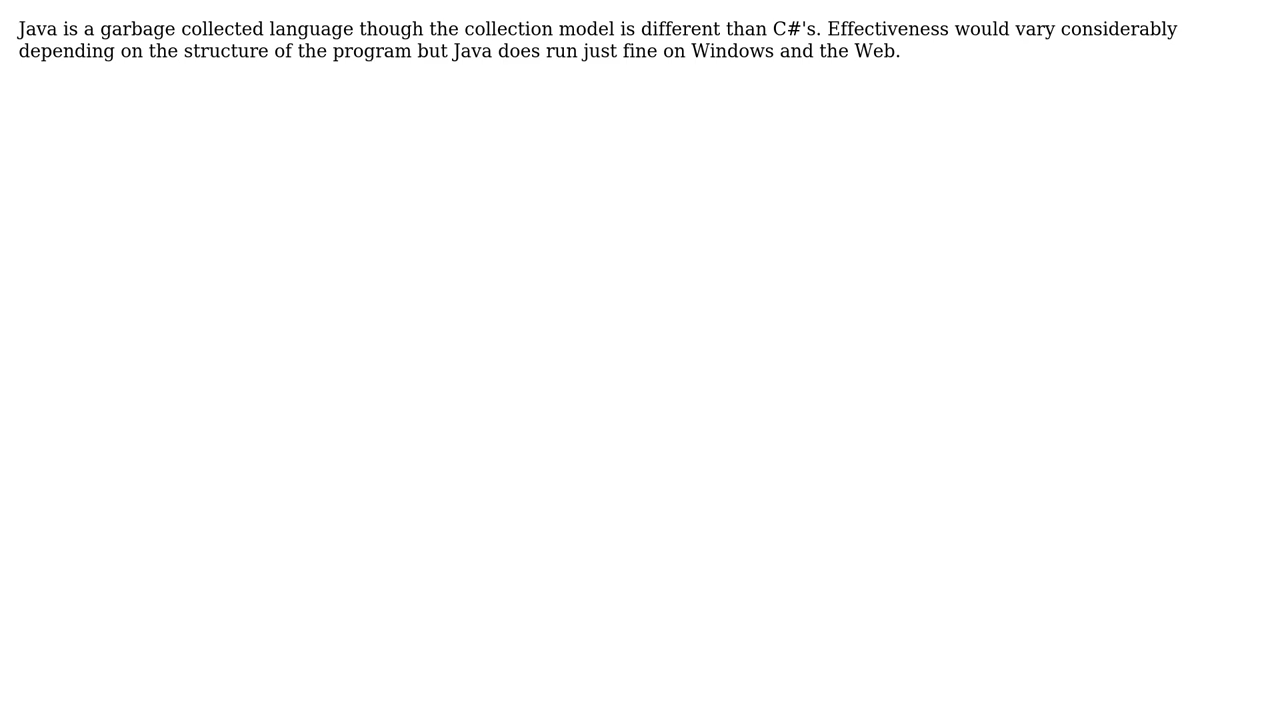 Java is a garbage collected language though the collection model is different than C#'s. Effectiveness would vary considerably
depending on the structure of the program but Java does run just fine on Windows and the Web.